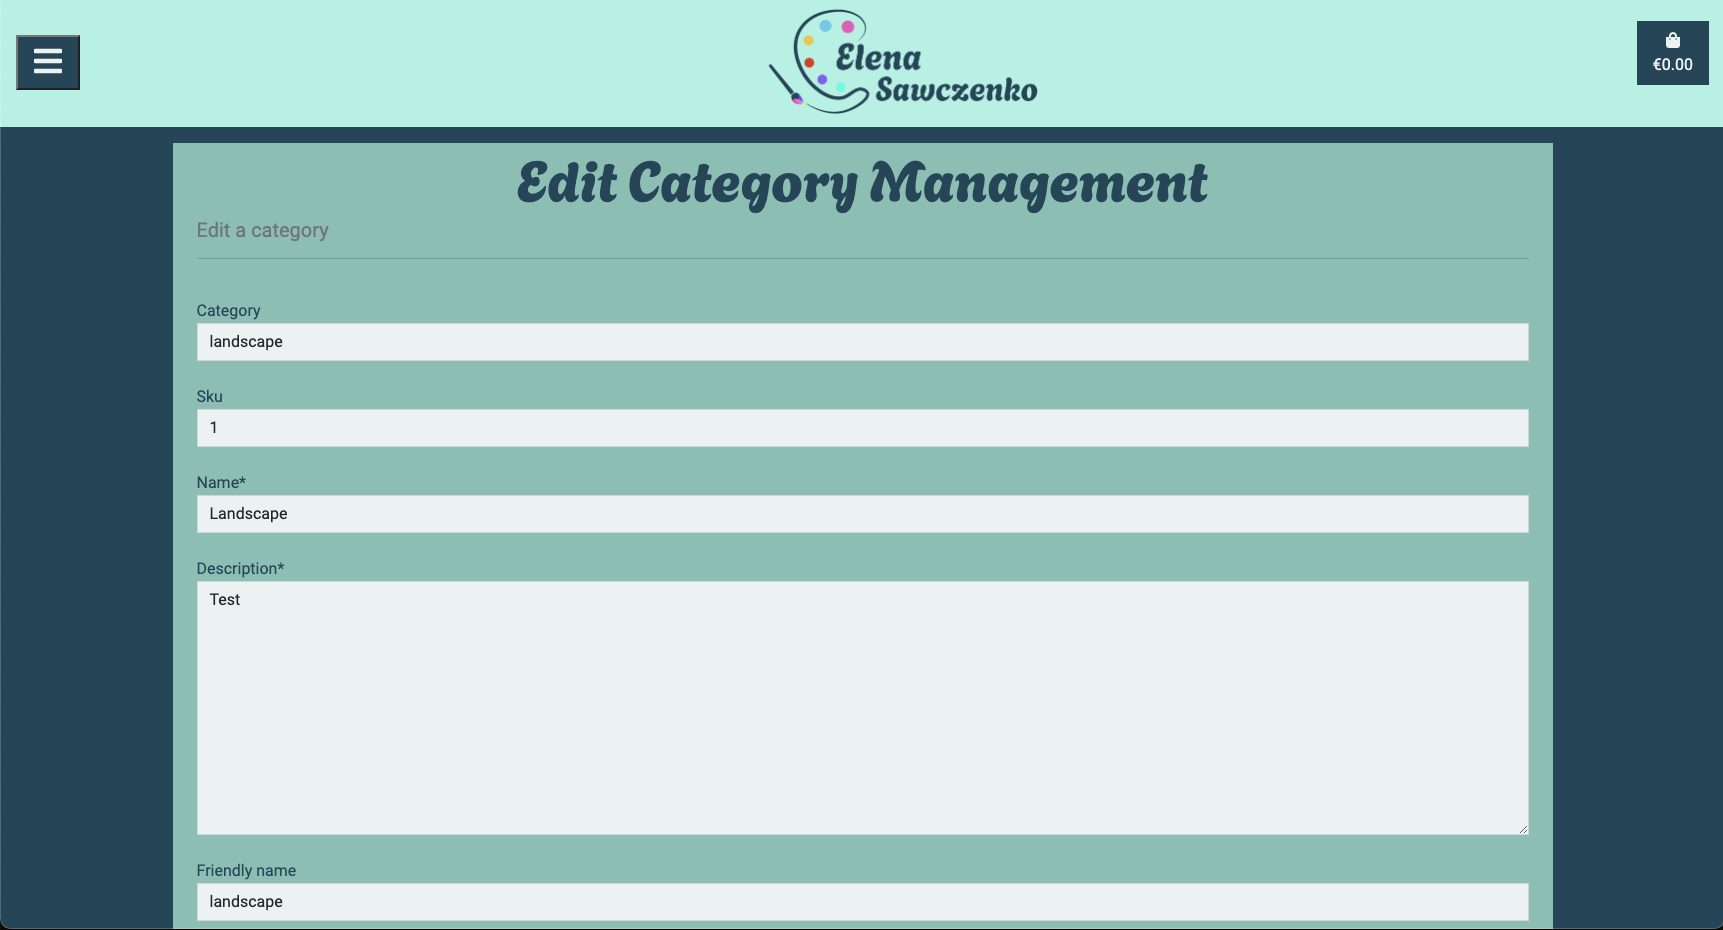 Elena
Sawczenko
€0.00
Edit Category Management
Edit a category
Category
landscape
Sku
1
Name*
Landscape
Description*
Test
Friendly name
landscape